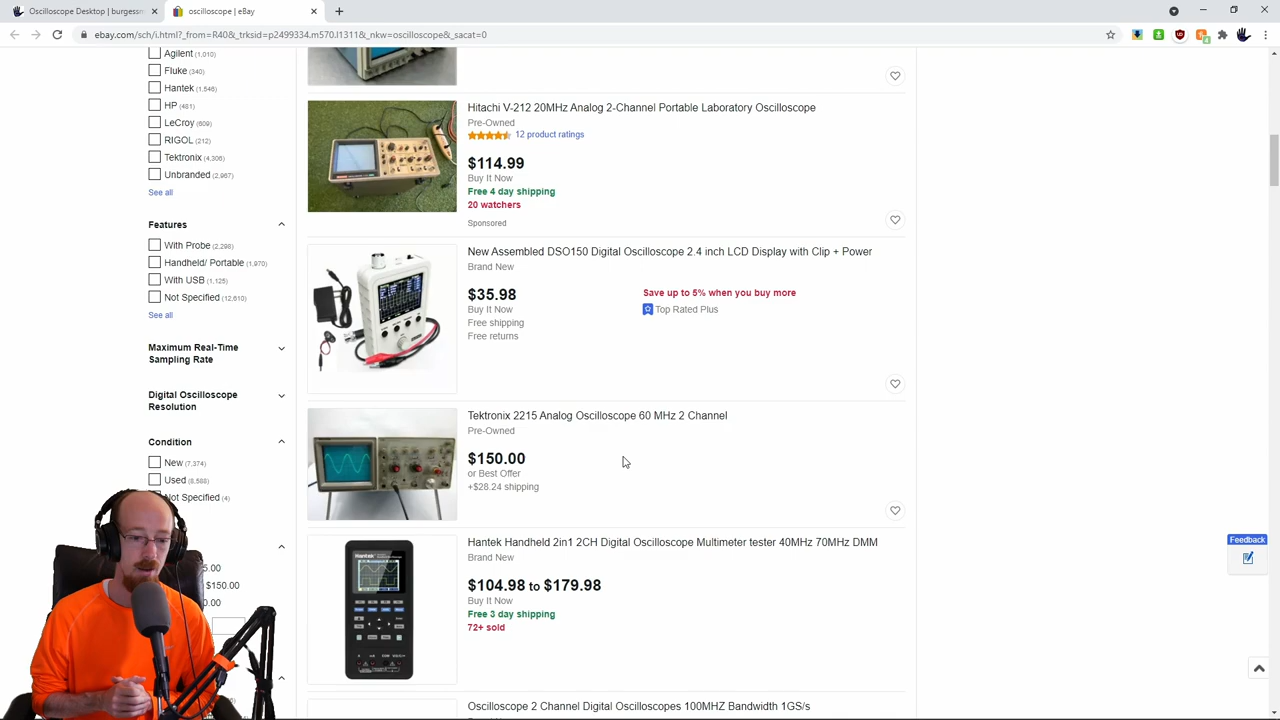 Oscilloscope Desktop | burgessm
oscilloscope | eBay
ebay.com/sch/i.html?_from=R40&_trksid=p2499334.m570.l1311&_nkw=oscilloscope&_sacat=0
Agilent (1,010)
Fluke (340)
Hantek (1,546)
HP (481)
LeCroy (609)
RIGOL (212)
Tektronix (4,306)
Unbranded (2,967)
See all
Features
With Probe (2,298)
Handheld/ Portable (1,970)
With USB (1,125)
Not Specified (12,610)
See all
Maximum Real-Time
Sampling Rate
Digital Oscilloscope
Resolution
Condition
New (7,374)
Used (8,588)
Not Specified (4)
5.00
$150.00
0.00
Hitachi V-212 20MHz Analog 2-Channel Portable Laboratory Oscilloscope
Pre-Owned
12 product ratings
$114.99
Buy It Now
Free 4 day shipping
20 watchers
Sponsored
New Assembled DSO150 Digital Oscilloscope 2.4 inch LCD Display with Clip + Power
Brand New
$35.98
Buy It Now
Free shipping
Free returns
Save up to 5% when you buy more
Top Rated Plus
Tektronix 2215 Analog Oscilloscope 60 MHz 2 Channel
Pre-Owned
$150.00
or Best Offer
+$28.24 shipping
Hantek Handheld 2in1 2CH Digital Oscilloscope Multimeter tester 40MHz 70MHz DMM
Brand New
$104.98 to $179.98
Buy It Now
Free 3 day shipping
72+ sold
Hantek
Oscilloscope 2 Channel Digital Oscilloscopes 100MHZ Bandwidth 1GS/s
Feedback